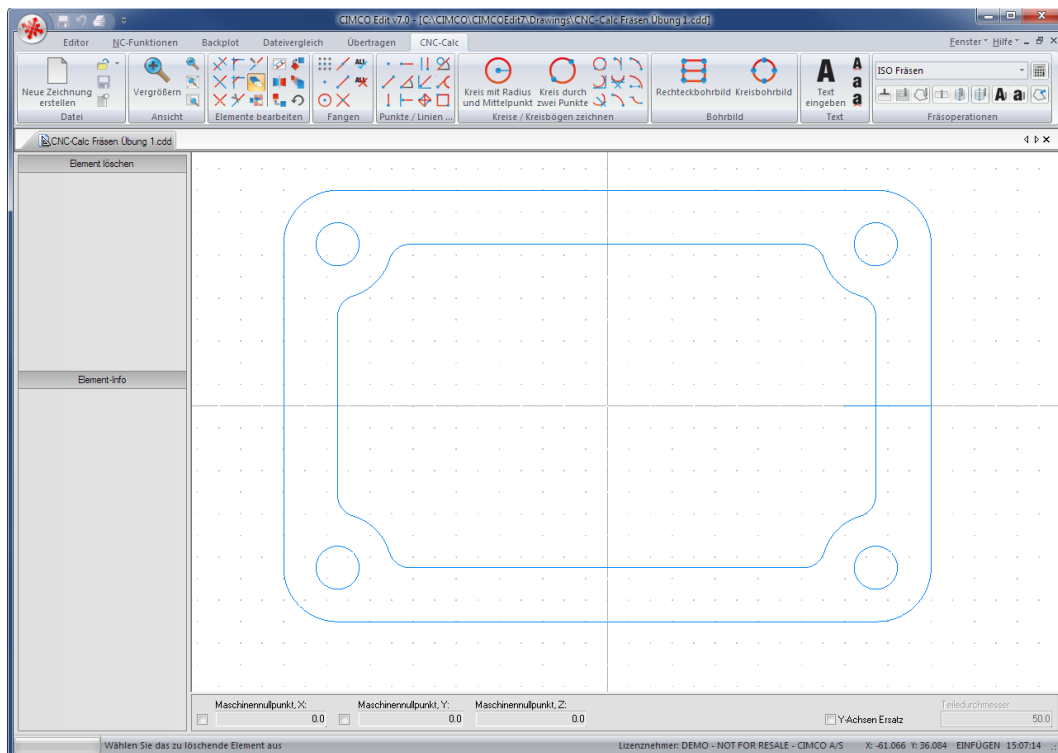 CIMCO Edit v7.0 - [C:\CIMCO\CIMCOEdit7\Drawings\CNC-Calc Fräsen Übung 1.cdd]
Editor NC-Funktionen Backplot Dateivergleich Übertragen CNC-Calc Fenster Hilfe
Neue Zeichnung erstellen
Vergrößern
Kreis mit Radius und Mittelpunkt
Kreis durch zwei Punkte
Rechteckbohrbild Kreisbohrbild
Text eingeben
ISO Fräsen
Datei Ansicht Elemente bearbeiten Fangen Punkte / Linien ... Kreise / Kreisbögen zeichnen Bohrbild Text Fräsoperationen
CNC-Calc Fräsen Übung 1.cdd
Element löschen
Element-Info
Maschinennullpunkt, X: Maschinennullpunkt, Y: Maschinennullpunkt, Z: Teiledurchmesser
0.0 0.0 0.0 Y-Achsen Ersatz 50.0
Wählen Sie das zu löschende Element aus Lizenznehmer: DEMO - NOT FOR RESALE - CIMCO A/S X: -61.066 Y: 36.084 EINFÜGEN 15:07:14